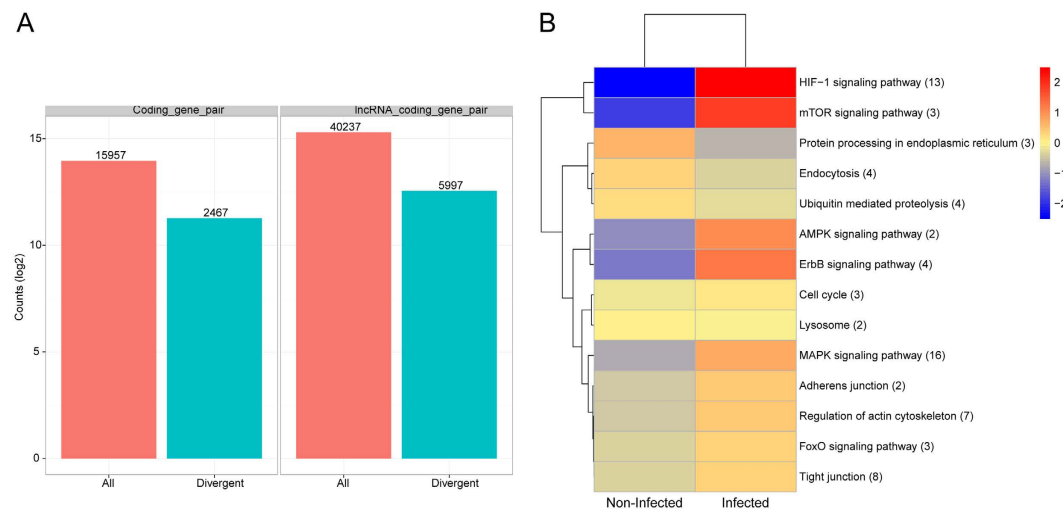 A
Coding_gene_pair
lncRNA_coding_gene_pair
15
10
5
0
Counts (log2)
15957
2467
40237
5997
All
Divergent
All
Divergent
B
HIF−1 signaling pathway (13)
mTOR signaling pathway (3)
Protein processing in endoplasmic reticulum (3)
Endocytosis (4)
Ubiquitin mediated proteolysis (4)
AMPK signaling pathway (2)
ErbB signaling pathway (4)
Cell cycle (3)
Lysosome (2)
MAPK signaling pathway (16)
Adherens junction (2)
Regulation of actin cytoskeleton (7)
FoxO signaling pathway (3)
Tight junction (8)
Non-Infected
Infected
2
1
0
−1
−2